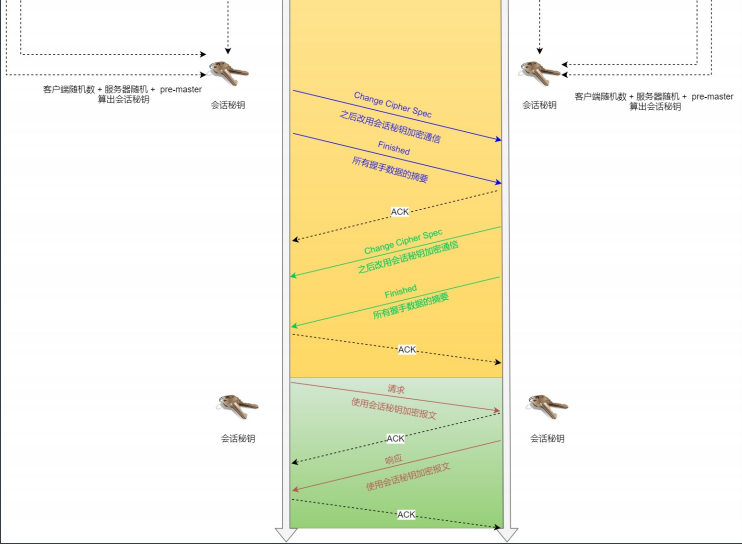 客户端随机数 + 服务器随机 + pre-master
算出会话秘钥
会话秘钥
会话秘钥
客户端随机数 + 服务器随机 + pre-master
算出会话秘钥
Change Cipher Spec
之后改用会话秘钥加密通信
Finished
所有握手数据的摘要
ACK
Change Cipher Spec
之后改用会话秘钥加密通信
Finished
所有握手数据的摘要
ACK
请求
使用会话秘钥加密报文
会话秘钥
ACK
会话秘钥
响应
使用会话秘钥加密报文
ACK